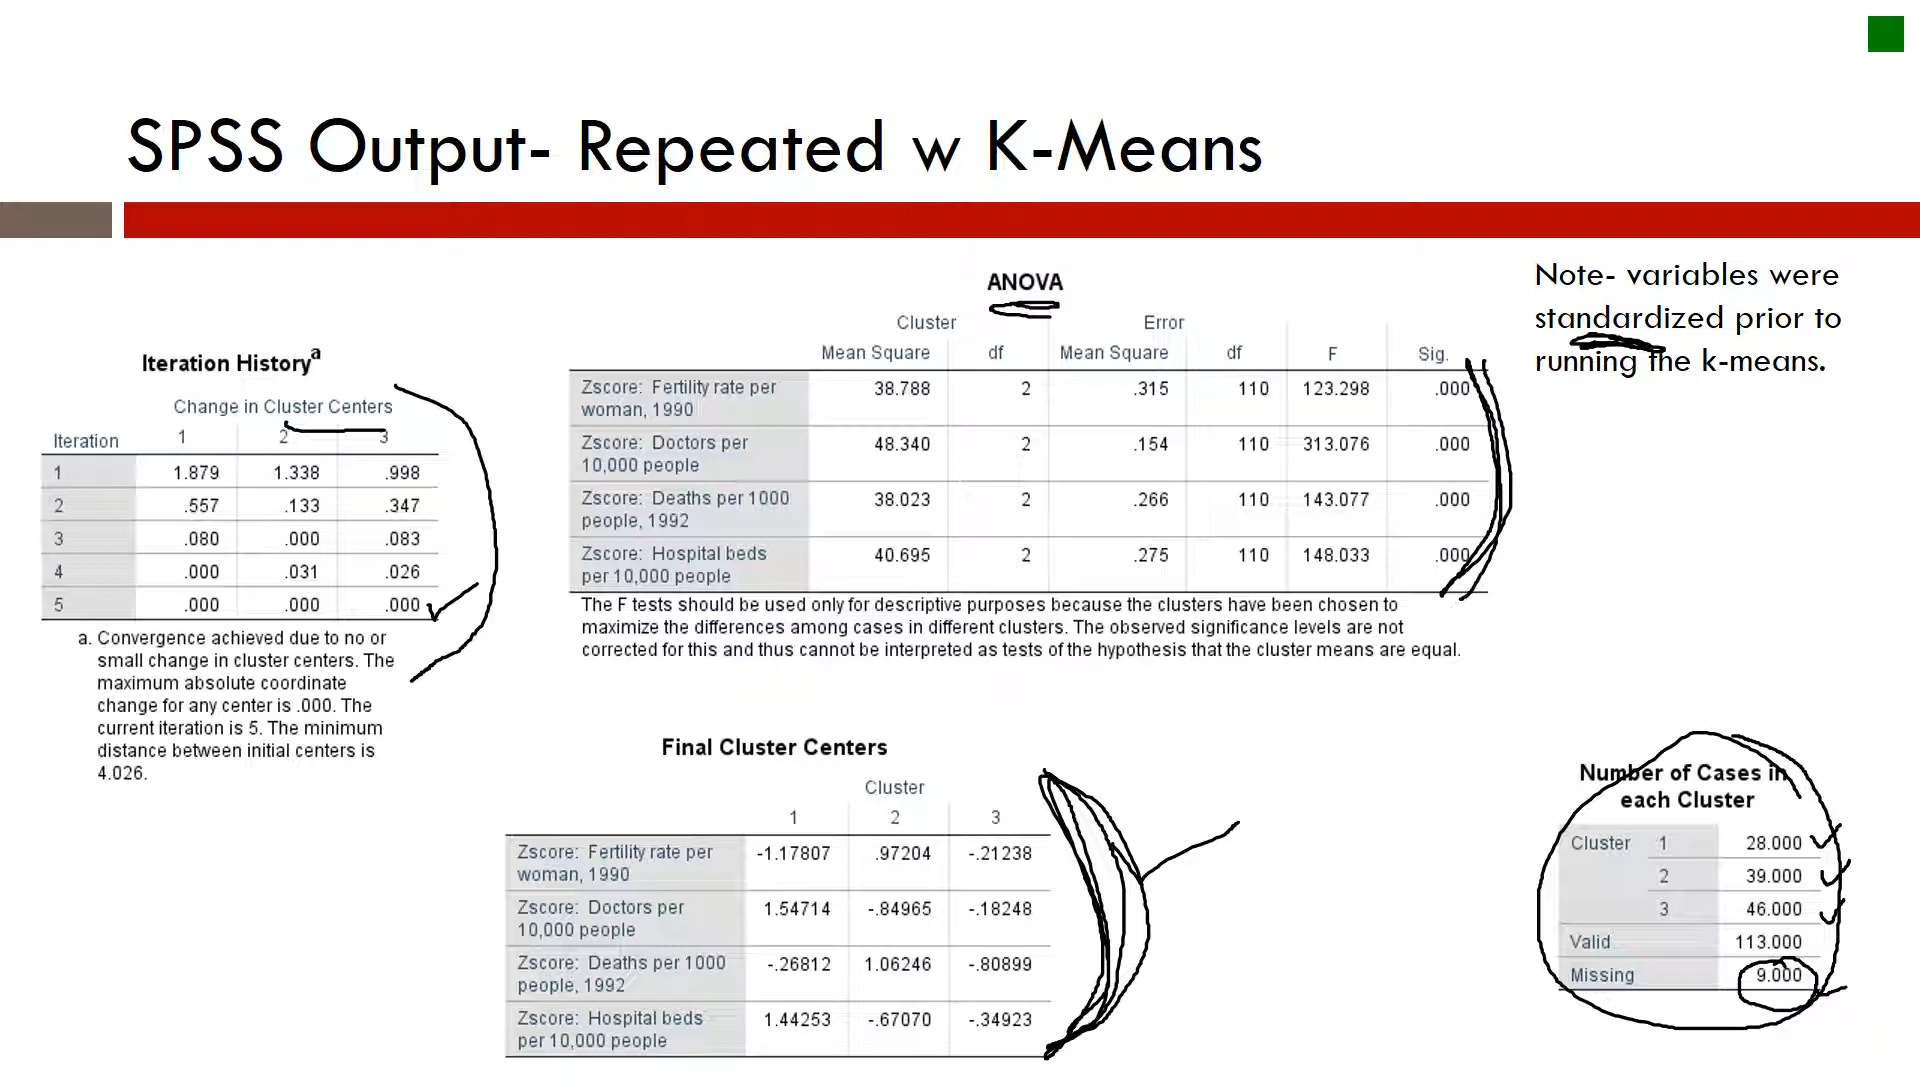 SPSS Output- Repeated w K-Means
Note- variables were
standardized prior to
running the k-means.
Iteration Historyᵃ
Change in Cluster Centers
Iteration 1 2 3
1 1.879 1.338 .998
2 .557 .133 .347
3 .080 .000 .083
4 .000 .031 .026
5 .000 .000 .000
a. Convergence achieved due to no or
small change in cluster centers. The
maximum absolute coordinate
change for any center is .000. The
current iteration is 5. The minimum
distance between initial centers is
4.026.
ANOVA
Cluster Error
Mean Square df Mean Square df F Sig.
Zscore: Fertility rate per 38.788 2 .315 110 123.298 .000
woman, 1990
Zscore: Doctors per 48.340 2 .154 110 313.076 .000
10,000 people
Zscore: Deaths per 1000 38.023 2 .266 110 143.077 .000
people, 1992
Zscore: Hospital beds 40.695 2 .275 110 148.033 .000
per 10,000 people
The F tests should be used only for descriptive purposes because the clusters have been chosen to
maximize the differences among cases in different clusters. The observed significance levels are not
corrected for this and thus cannot be interpreted as tests of the hypothesis that the cluster means are equal.
Final Cluster Centers
Cluster
1 2 3
Zscore: Fertility rate per -1.17807 .97204 -.21238
woman, 1990
Zscore: Doctors per 1.54714 -.84965 -.18248
10,000 people
Zscore: Deaths per 1000 -.26812 1.06246 -.80899
people, 1992
Zscore: Hospital beds 1.44253 -.67070 -.34923
per 10,000 people
Number of Cases in
each Cluster
Cluster 1 28.000
2 39.000
3 46.000
Valid 113.000
Missing 9.000